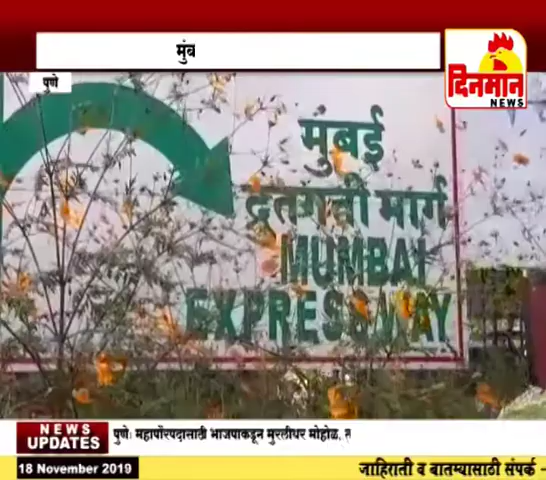 मुंब
दिनमान
NEWS
पुणे
मुंबई
द्रुतगती मार्ग
MUMBAI
EXPRESSWAY
NEWS
UPDATES
पुणे: महापौरपदासाठी भाजपाकडून मुरलीधर मोहोळ, त
18 November 2019
जाहिराती व बातम्यासाठी संपर्क -